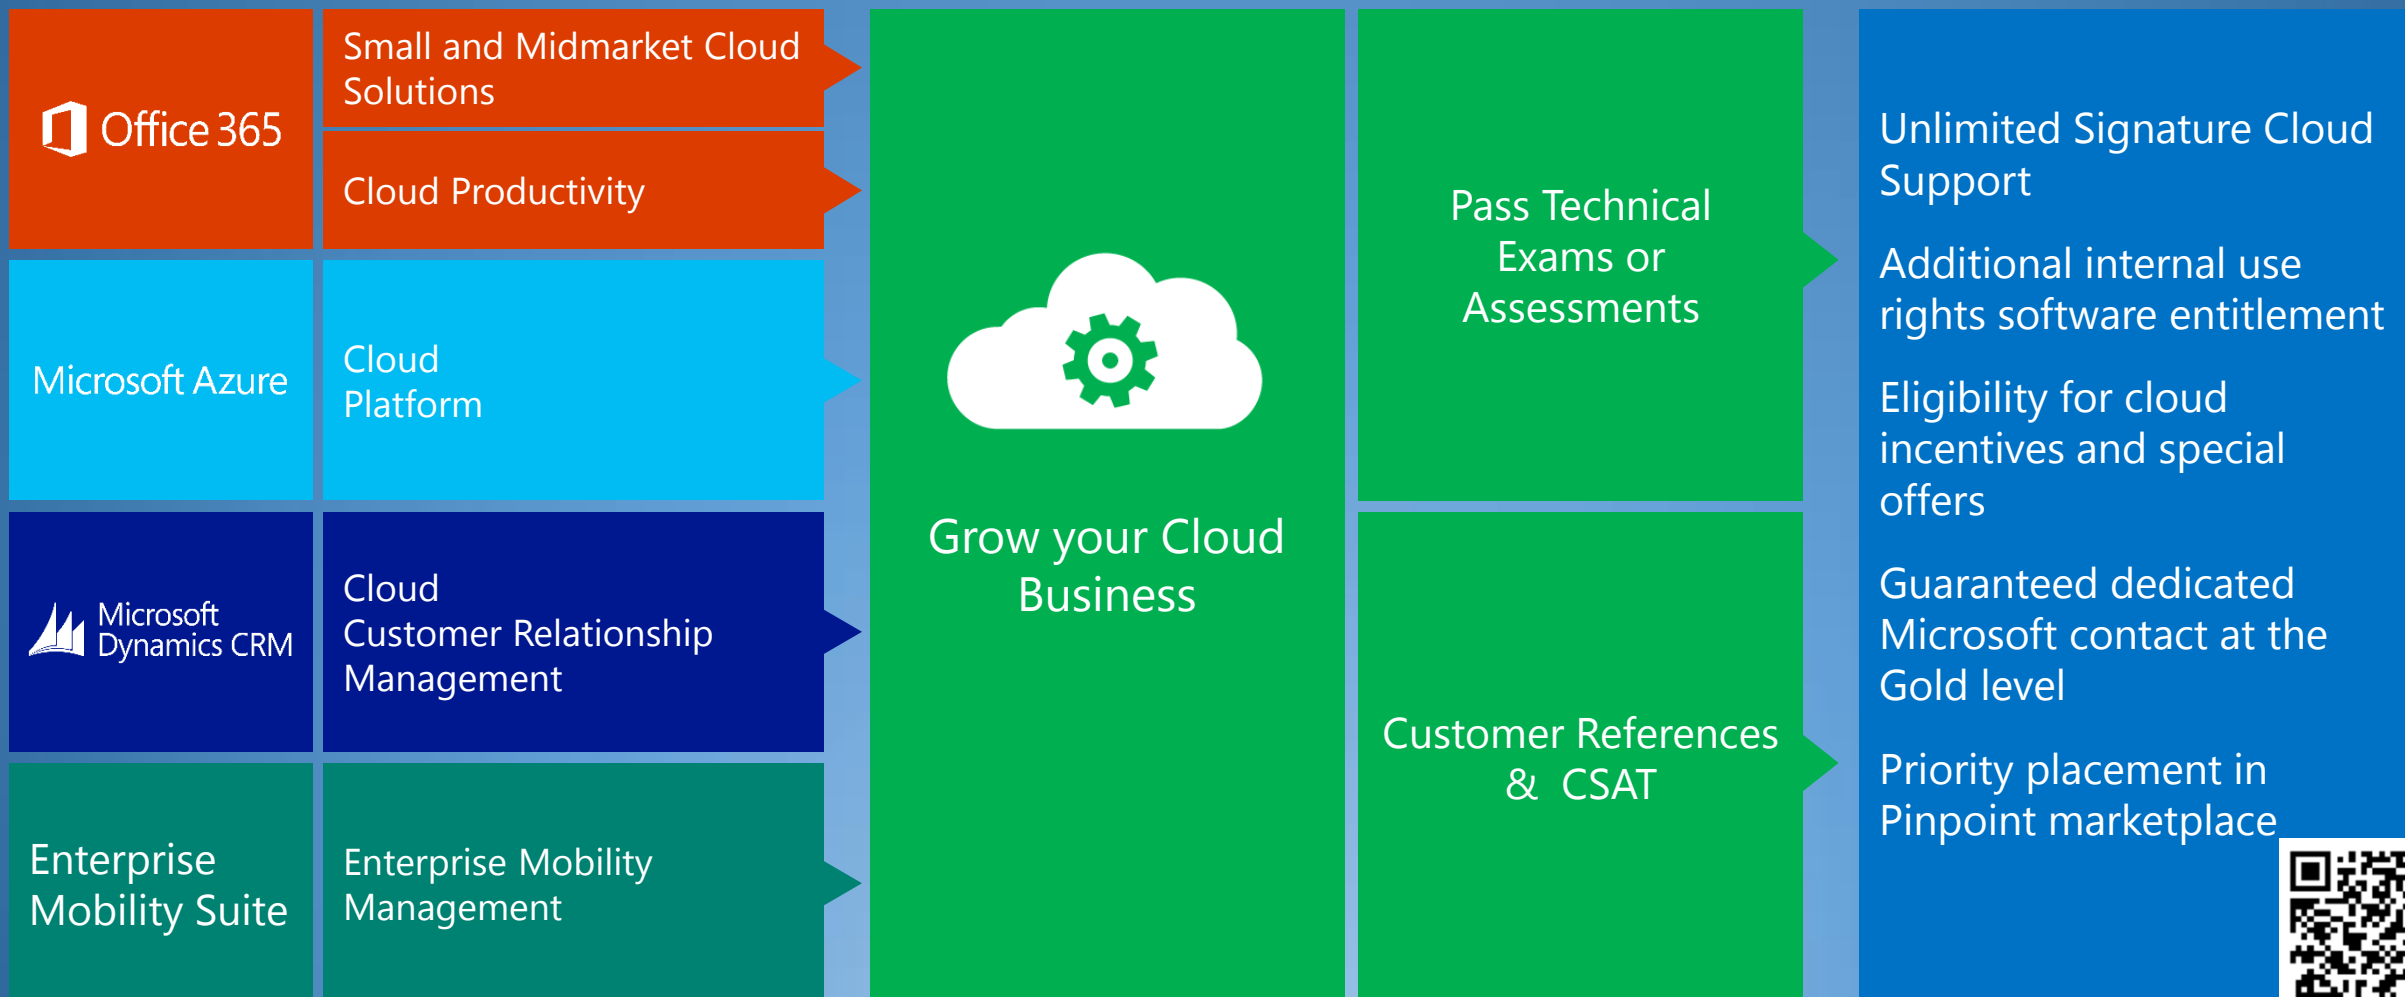 Office 365
Small and Midmarket Cloud
Solutions
Cloud Productivity
Microsoft Azure
Cloud
Platform
Microsoft
Dynamics CRM
Cloud
Customer Relationship
Management
Enterprise
Mobility Suite
Enterprise Mobility
Management
Grow your Cloud
Business
Pass Technical
Exams or
Assessments
Customer References
& CSAT
Unlimited Signature Cloud
Support
Additional internal use
rights software entitlement
Eligibility for cloud
incentives and special
offers
Guaranteed dedicated
Microsoft contact at the
Gold level
Priority placement in
Pinpoint marketplace